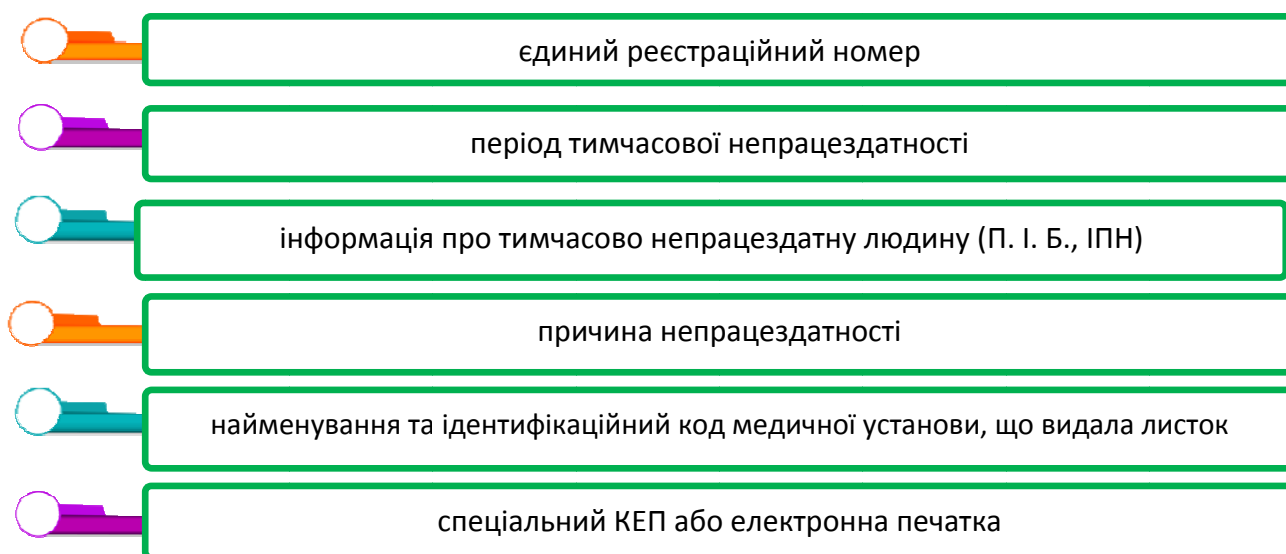 єдиний реєстраційний номер
період тимчасової непрацездатності
інформація про тимчасово непрацездатну людину (П. І. Б., ІПН)
причина непрацездатності
найменування та ідентифікаційний код медичної установи, що видала листок
спеціальний КЕП або електронна печатка